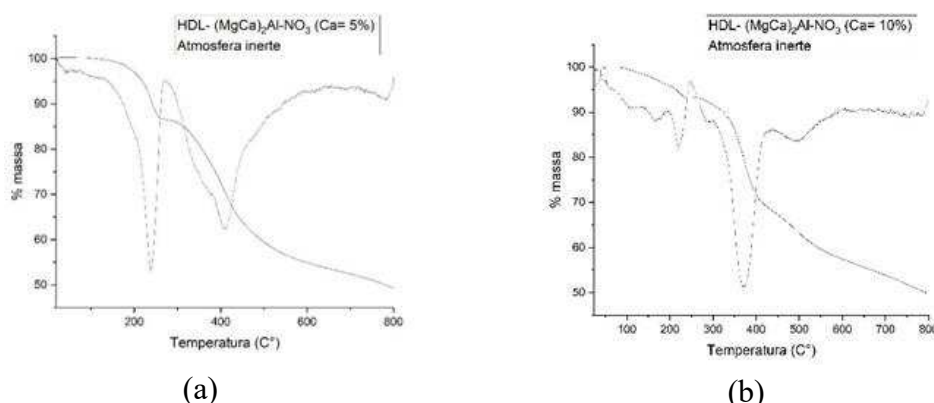 HDL- (MgCa)₂Al-NO₃ (Ca= 5%)
Atmosfera inerte
100
90
80
70
60
50
% massa
200
400
600
800
Temperatura (C°)
(a)
HDL- (MgCa)₂Al-NO₃ (Ca= 10%)
Atmosfera inerte
100
90
80
70
60
50
% massa
100
200
300
400
500
600
700
800
Temperatura (C°)
(b)